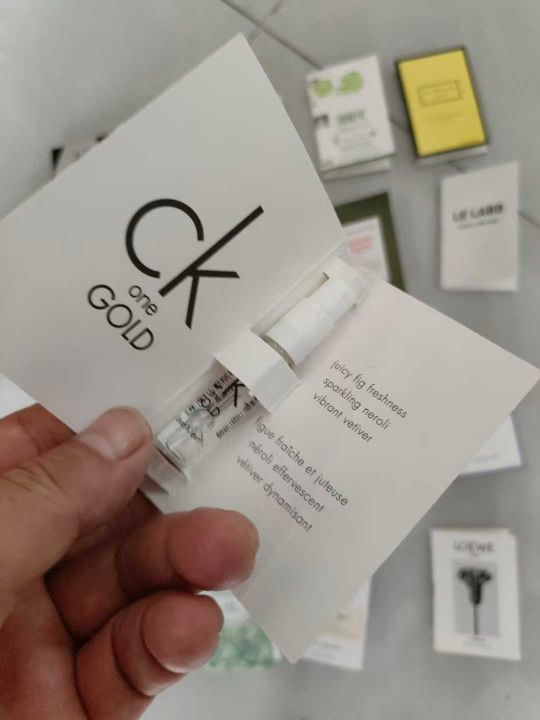 ck
one
GOLD
juicy fig freshness
sparkling neroli
vibrant vetiver
figue fraîche et juteuse
néroli effervescent
vétiver dynamisant
GOLD
LE LABO
LOEWE